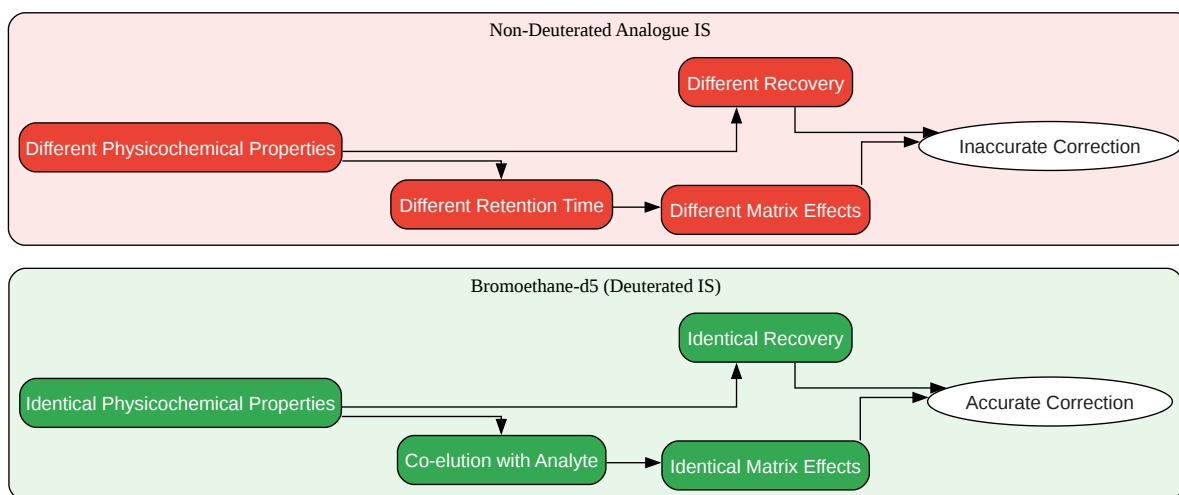 Non-Deuterated Analogue IS
Different Recovery
Different Physicochemical Properties
Inaccurate Correction
Different Retention Time
Different Matrix Effects
Bromoethane-d5 (Deuterated IS)
Identical Recovery
Identical Physicochemical Properties
Accurate Correction
Co-elution with Analyte
Identical Matrix Effects